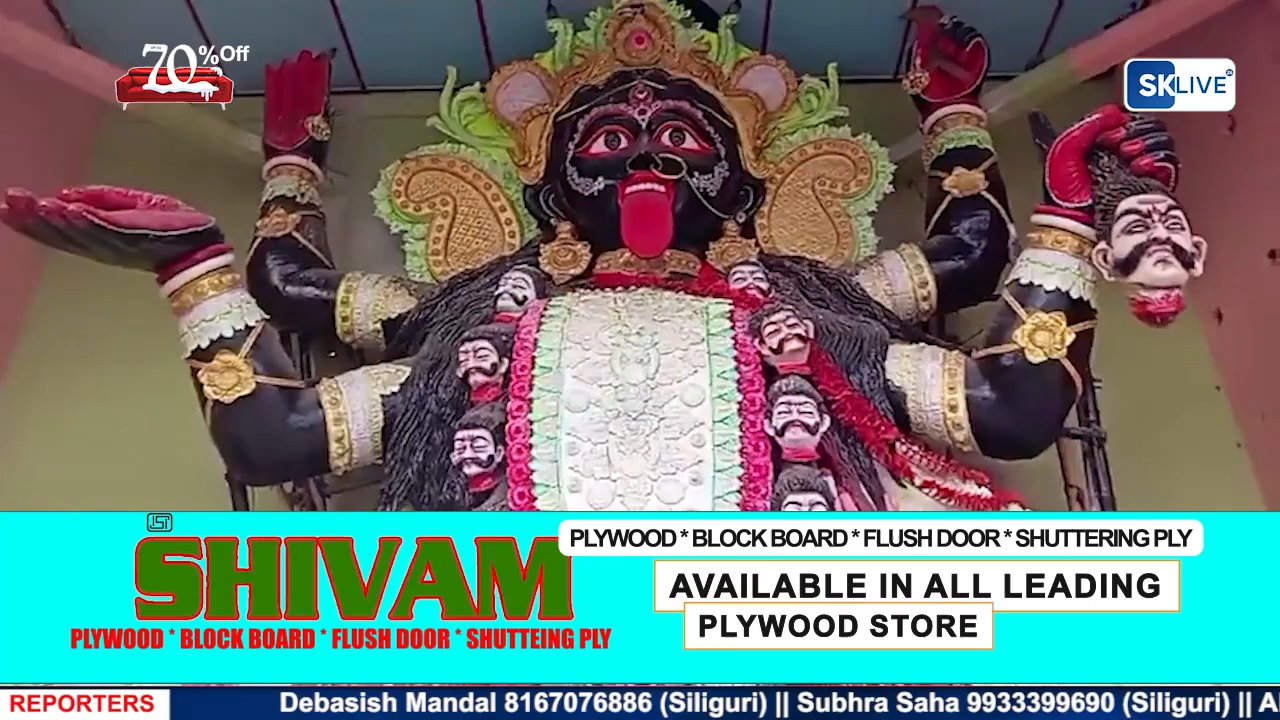 70% Off
SKLIVE
ISI
SHIVAM
PLYWOOD * BLOCK BOARD * FLUSH DOOR * SHUTTEING PLY
PLYWOOD * BLOCK BOARD * FLUSH DOOR * SHUTTERING PLY
AVAILABLE IN ALL LEADING
PLYWOOD STORE
REPORTERS
Debasish Mandal 8167076886 (Siliguri) || Subhra Saha 9933399690 (Siliguri) || A